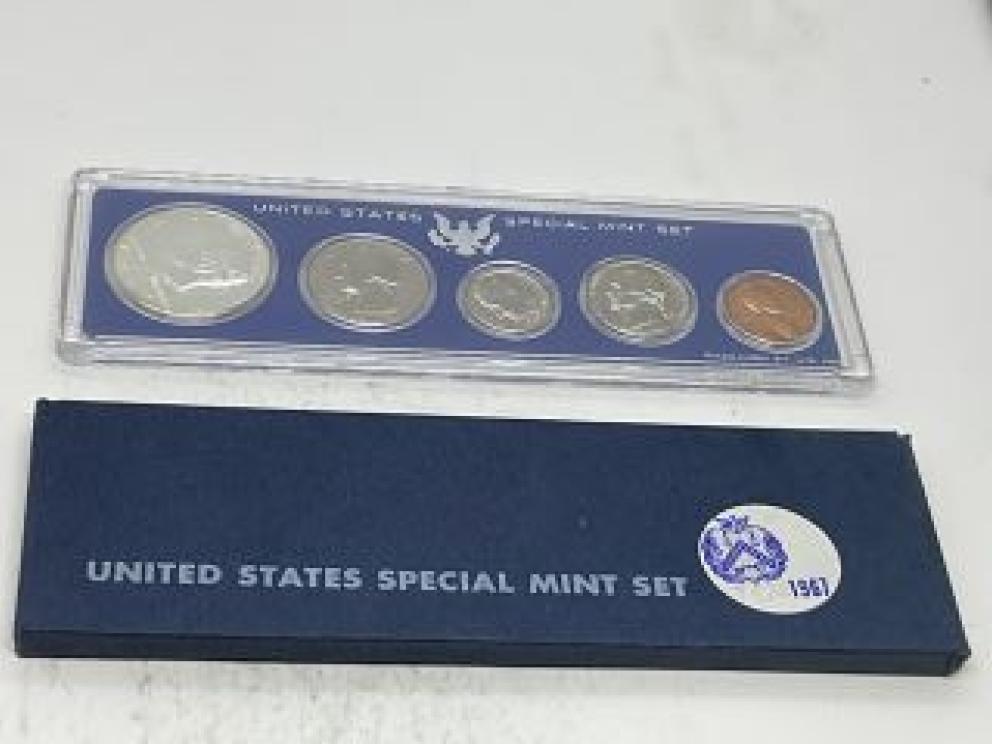 UNITED STATES SPECIAL MINT SET
UNITED STATES SPECIAL MINT SET
1967